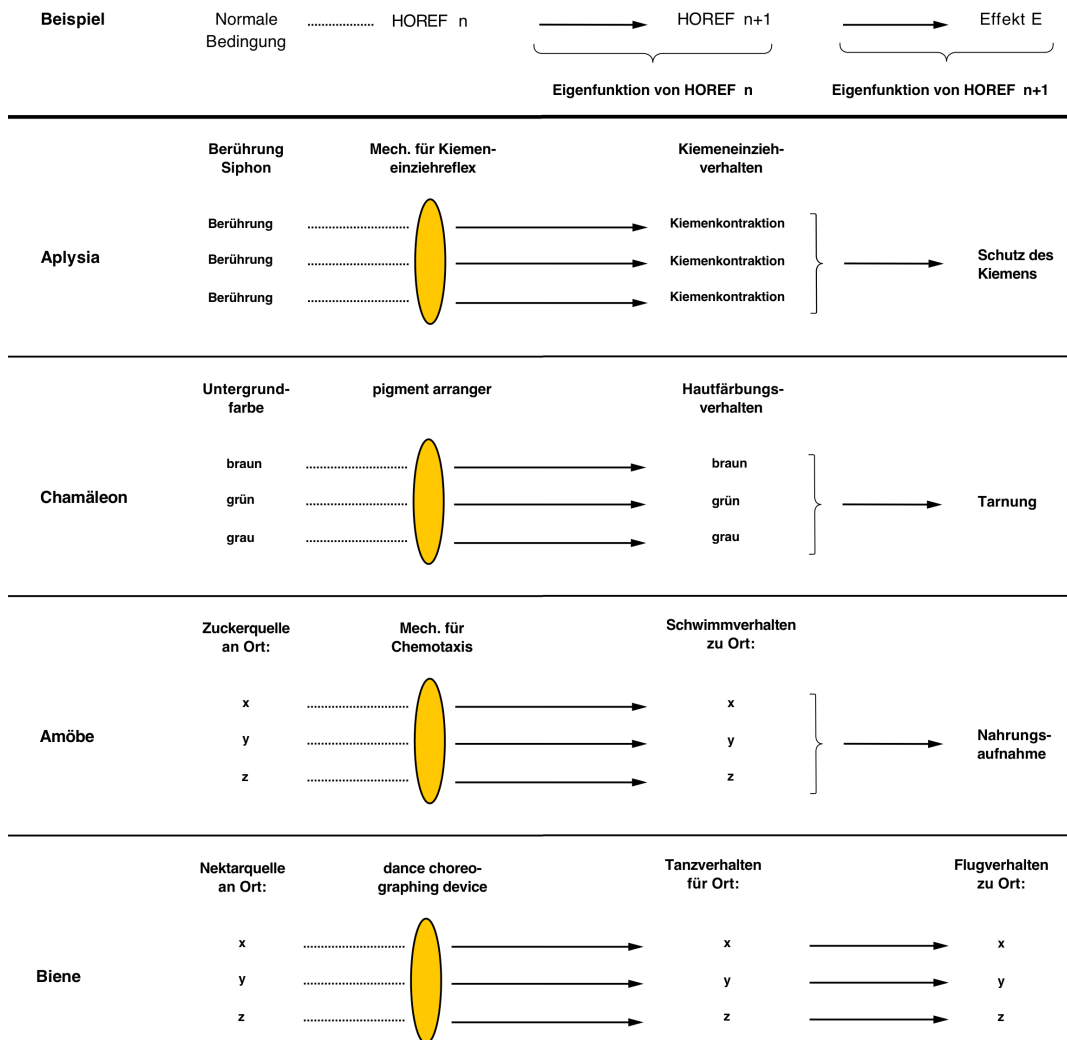 Beispiel
Normale
Bedingung
HOREF n
HOREF n+1
Effekt E
Eigenfunktion von HOREF n
Eigenfunktion von HOREF n+1
Berührung
Siphon
Mech. für Kiemen-
einziehreflex
Kiemeneinzieh-
verhalten
Aplysia
Berührung
Kiemenkontraktion
Berührung
Kiemenkontraktion
Berührung
Kiemenkontraktion
Schutz des
Kiemens
Untergrund-
farbe
pigment arranger
Hautfärbungs-
verhalten
Chamäleon
braun
braun
grün
grün
grau
grau
Tarnung
Zuckerquelle
an Ort:
Mech. für
Chemotaxis
Schwimmverhalten
zu Ort:
Amöbe
x
x
y
y
z
z
Nahrungs-
aufnahme
Nektarquelle
an Ort:
dance choreo-
graphing device
Tanzverhalten
für Ort:
Flugverhalten
zu Ort:
Biene
x
x
x
y
y
y
z
z
z